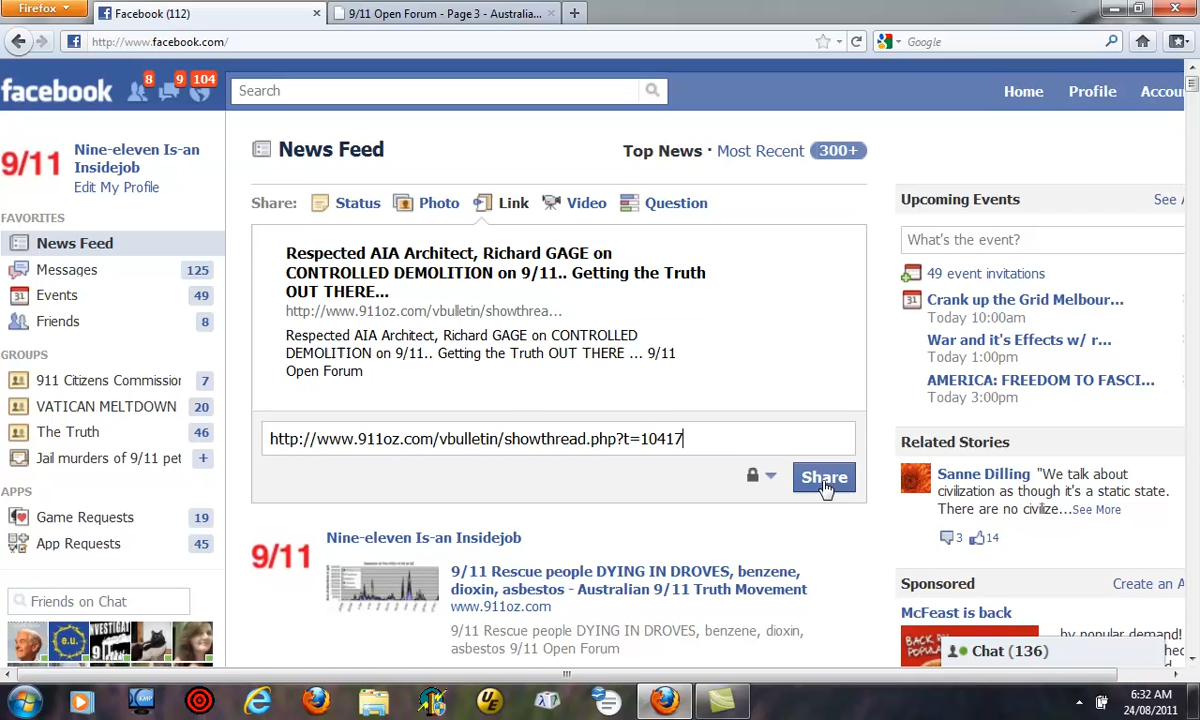 Firefox
Facebook (112)
9/11 Open Forum - Page 3 - Australia...
http://www.facebook.com/
Google
facebook
8
9
104
Search
Home
Profile
Accou
9/11
Nine-eleven Is-an
Insidejob
Edit My Profile
FAVORITES
News Feed
Messages
125
Events
49
Friends
8
GROUPS
911 Citizens Commission
7
VATICAN MELTDOWN
20
The Truth
46
Jail murders of 9/11 pet
+
APPS
Game Requests
19
App Requests
45
Friends on Chat
News Feed
Top News · Most Recent 300+
Share:
Status
Photo
Link
Video
Question
Respected AIA Architect, Richard GAGE on
CONTROLLED DEMOLITION on 9/11.. Getting the Truth
OUT THERE...
http://www.911oz.com/vbulletin/showthrea...
Respected AIA Architect, Richard GAGE on CONTROLLED
DEMOLITION on 9/11.. Getting the Truth OUT THERE ... 9/11
Open Forum
http://www.911oz.com/vbulletin/showthread.php?t=10417
Share
9/11
Nine-eleven Is-an Insidejob
9/11 Rescue people DYING IN DROVES, benzene,
dioxin, asbestos - Australian 9/11 Truth Movement
www.911oz.com
9/11 Rescue people DYING IN DROVES, benzene, dioxin,
asbestos 9/11 Open Forum
Upcoming Events
See A
What's the event?
49 event invitations
31
Crank up the Grid Melbour...
Today 10:00am
War and it's Effects w/ r...
Today 1:00pm
AMERICA: FREEDOM TO FASCI...
Today 3:00pm
Related Stories
Sanne Dilling "We talk about
civilization as though it's a static state.
There are no civilize...See More
3
14
Sponsored
Create an A
McFeast is back
by popular demand!
Chat (136)
6:32 AM
24/08/2011